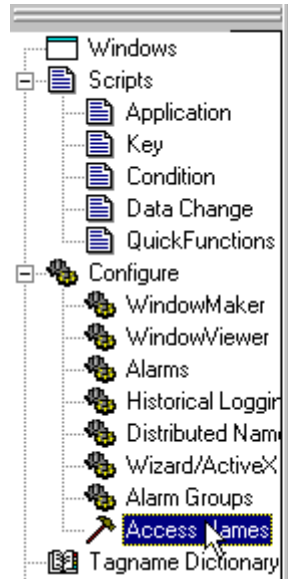 Windows
Scripts
Application
Key
Condition
Data Change
QuickFunctions
Configure
WindowMaker
WindowViewer
Alarms
Historical Loggin
Distributed Nam
Wizard/ActiveX
Alarm Groups
Access Names
Tagname Dictionary